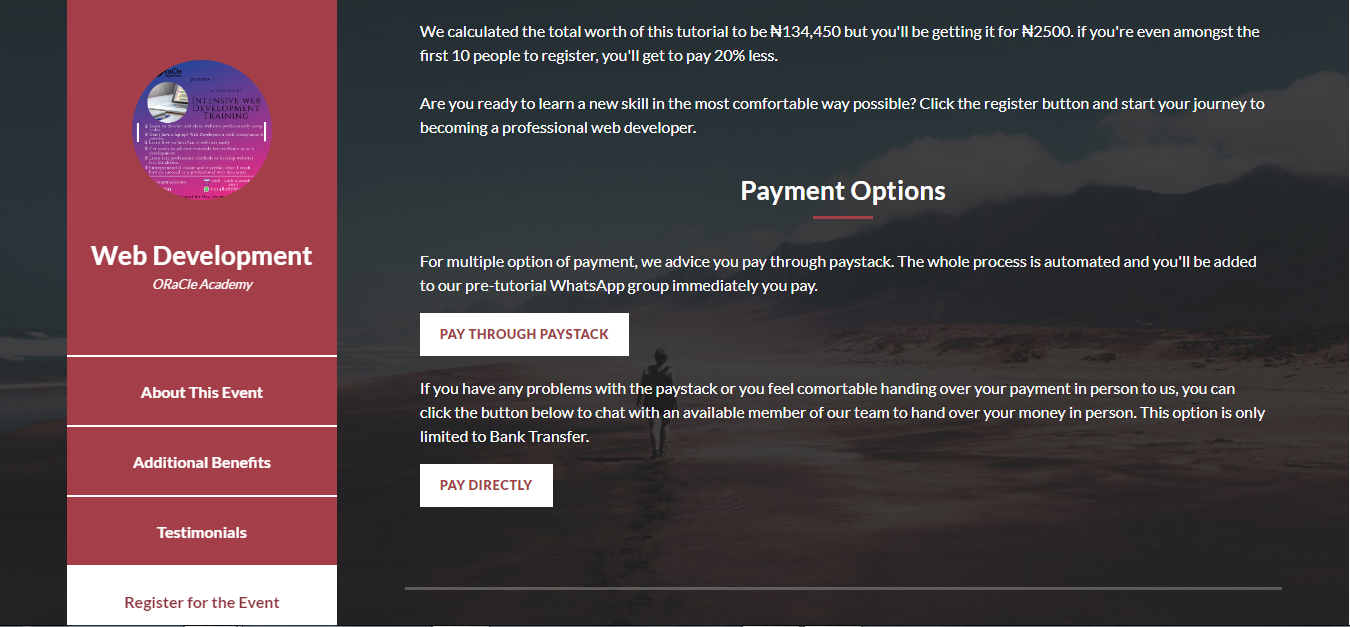 INTENSIVE WEB
DEVELOPMENT
TRAINING
Web Development
ORaCle Academy
About This Event
Additional Benefits
Testimonials
Register for the Event
We calculated the total worth of this tutorial to be ₦134,450 but you'll be getting it for ₦2500. if you're even amongst the
first 10 people to register, you'll get to pay 20% less.
Are you ready to learn a new skill in the most comfortable way possible? Click the register button and start your journey to
becoming a professional web developer.
Payment Options
For multiple option of payment, we advice you pay through paystack. The whole process is automated and you'll be added
to our pre-tutorial WhatsApp group immediately you pay.
PAY THROUGH PAYSTACK
If you have any problems with the paystack or you feel comortable handing over your payment in person to us, you can
click the button below to chat with an available member of our team to hand over your money in person. This option is only
limited to Bank Transfer.
PAY DIRECTLY